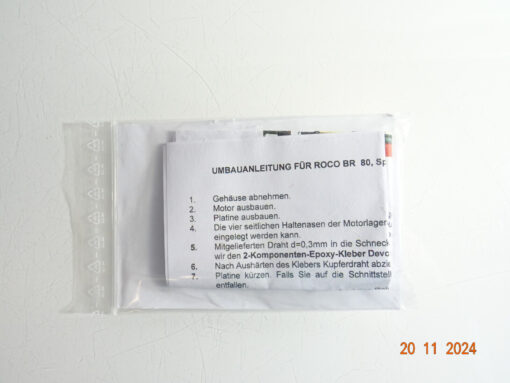 UMBAUANLEITUNG FÜR ROCO BR 80, Sp
1. Gehäuse abnehmen.
2. Motor ausbauen.
3. Platine ausbauen.
4. Die vier seitlichen Haltenasen der Motorlager
eingelegt werden kann.
5. Mitgelieferten Draht d=0,3mm in die Schneck
wir den 2-Komponenten-Epoxy-Kleber Devc
6. Nach Aushärten des Klebers Kupferdraht abzie
7. Platine kürzen. Falls Sie auf die Schnittstel
entfallen.
20 11 2024